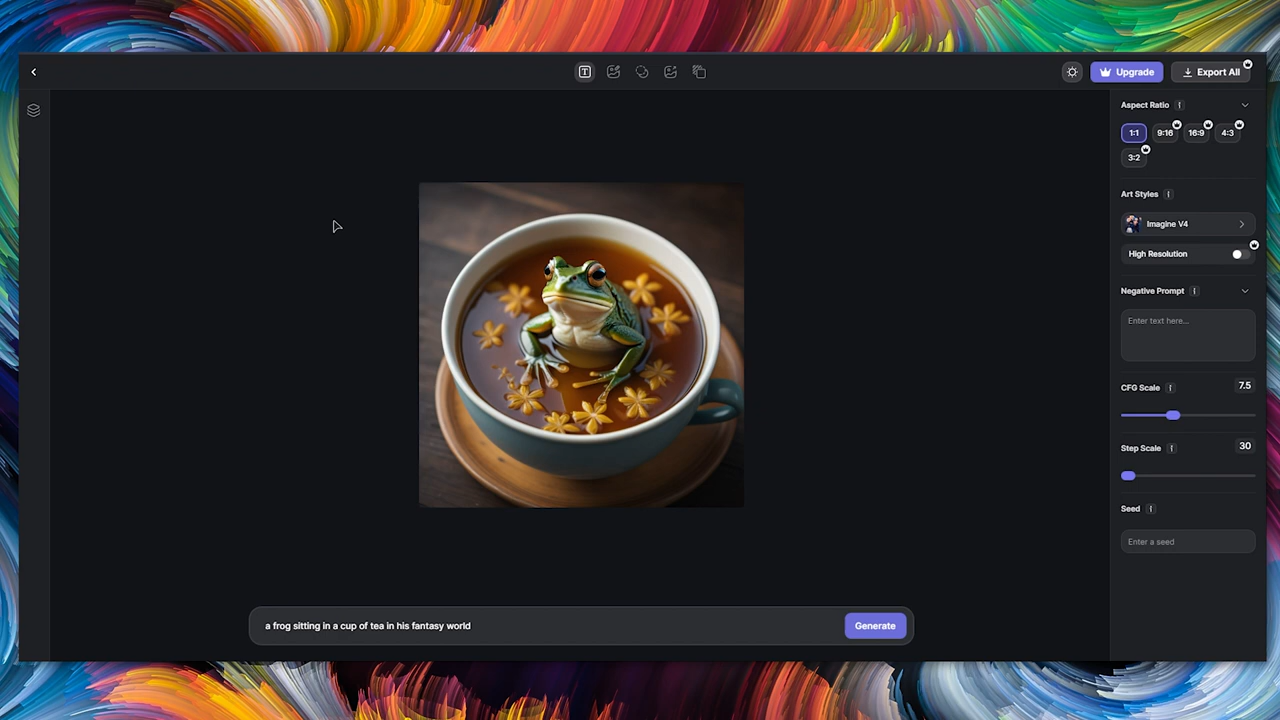 Upgrade
Export All
Aspect Ratio
1:1 9:16 16:9 4:3
3:2
Art Styles
Imagine V4
High Resolution
Negative Prompt
Enter text here...
CFG Scale 7.5
Step Scale 30
Seed
Enter a seed
a frog sitting in a cup of tea in his fantasy world
Generate